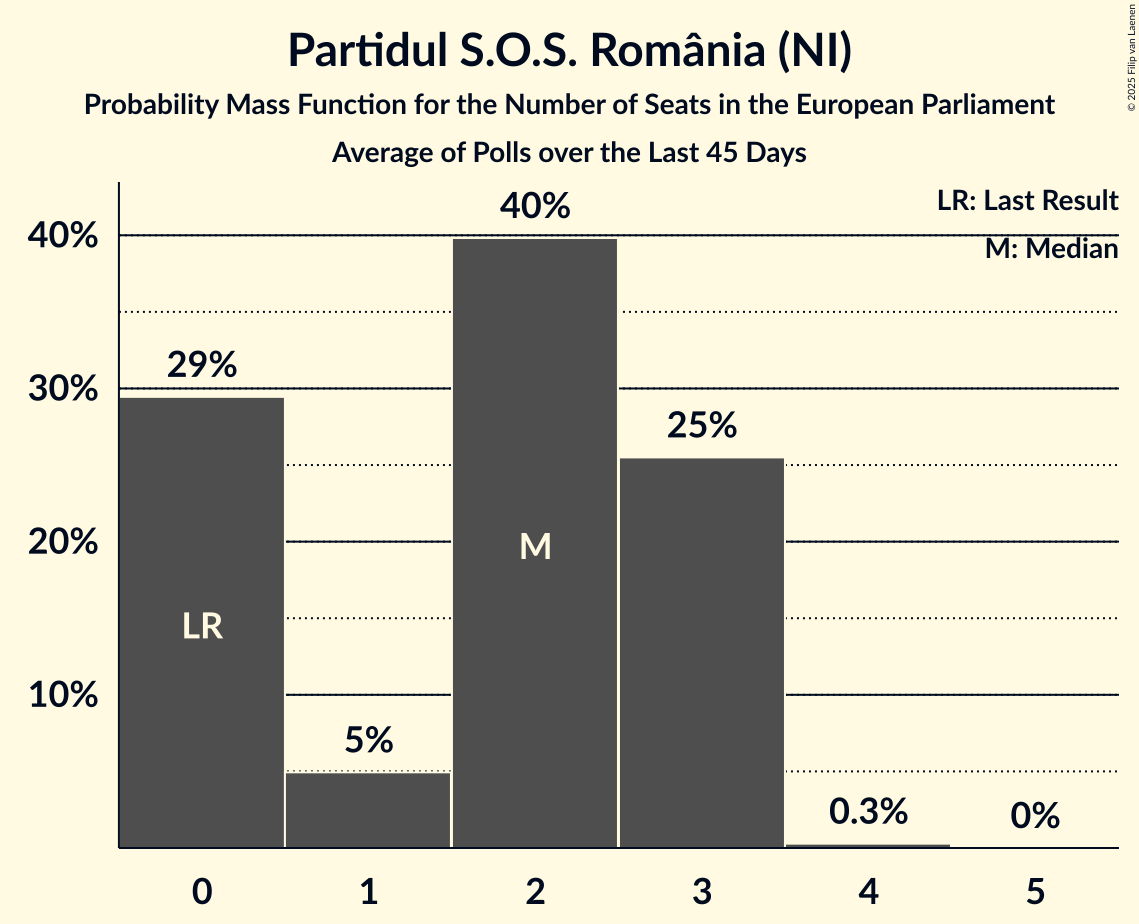 Partidul S.O.S. România (NI)
Probability Mass Function for the Number of Seats in the European Parliament
Average of Polls over the Last 45 Days
© 2025 Filip van Laenen
LR: Last Result
M: Median
40%
30%
20%
10%
29%
5%
40%
25%
0.3%
0%
LR
M
0 1 2 3 4 5